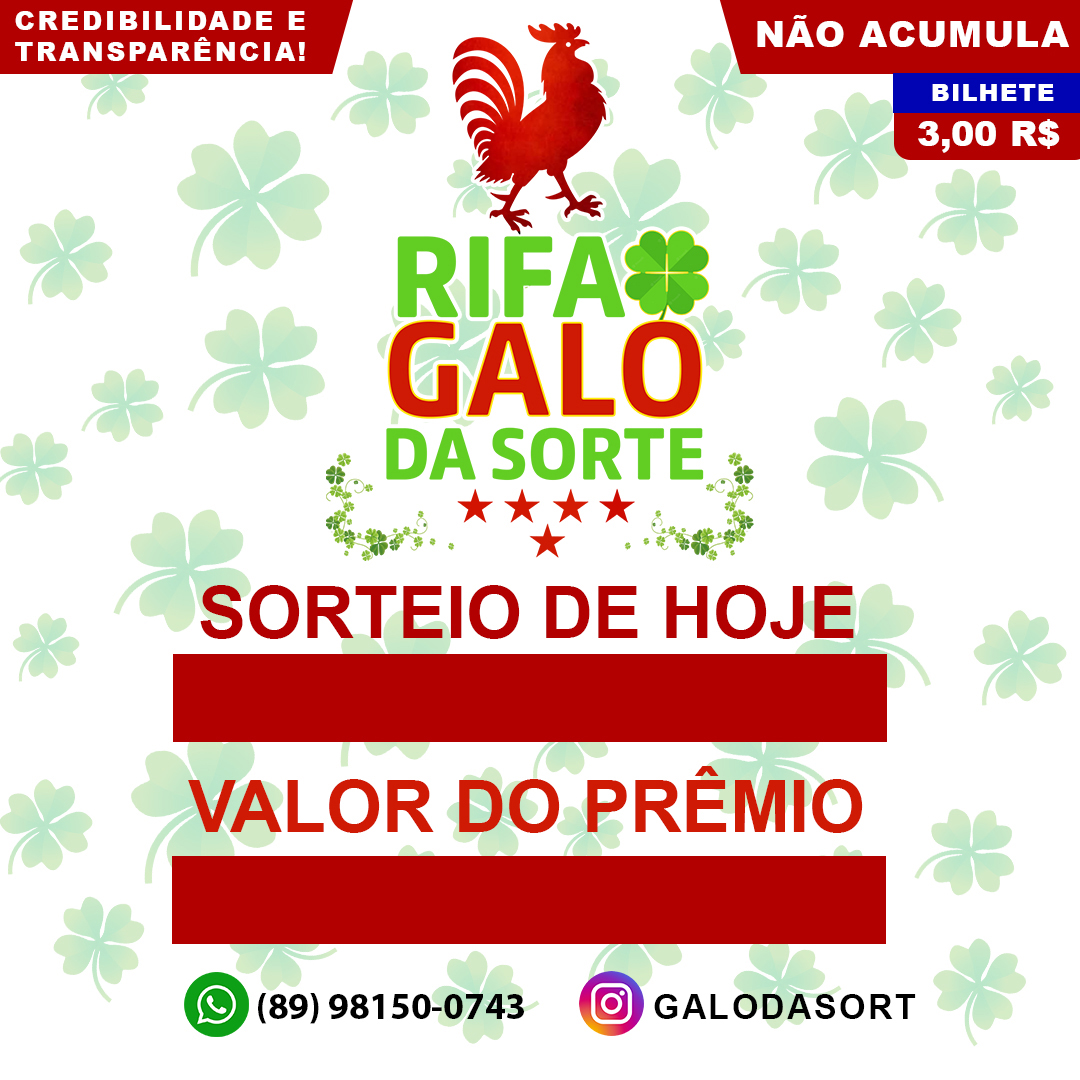 CREDIBILIDADE E
TRANSPARÊNCIA!
NÃO ACUMULA
BILHETE
3,00 R$
RIFA
GALO
DA SORTE
SORTEIO DE HOJE
VALOR DO PRÊMIO
(89) 98150-0743
GALODASORT